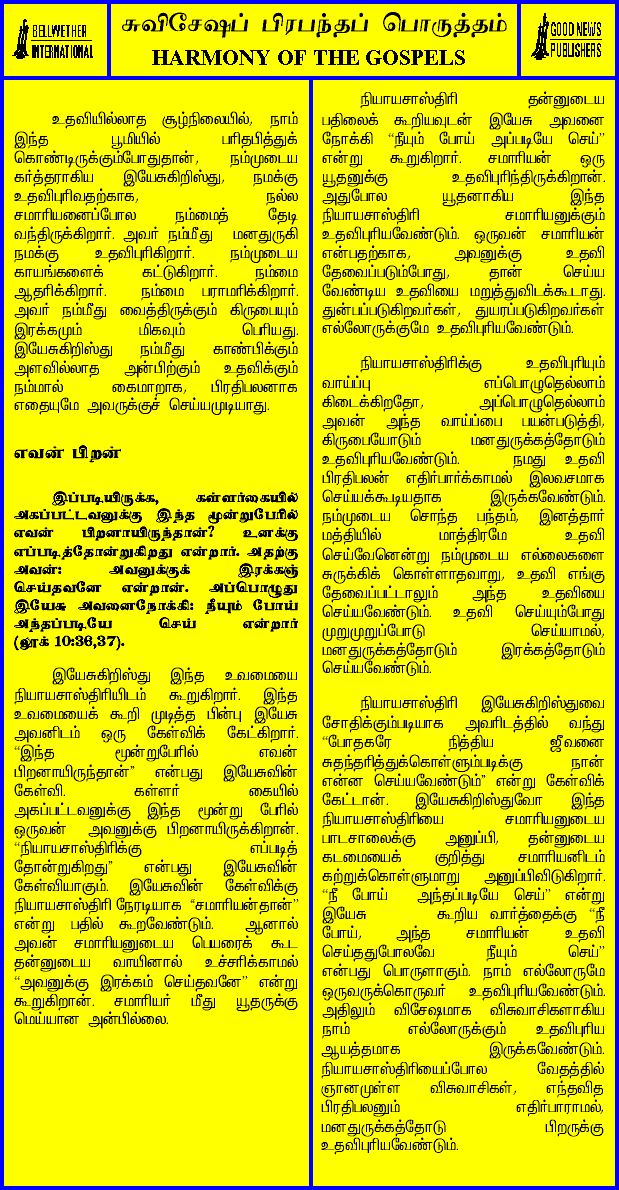 BELLWETHER
INTERNATIONAL
சுவிசேஷப் பிரபந்தப் பொருத்தம்
HARMONY OF THE GOSPELS
GOOD NEWS
PUBLISHERS
உதவியில்லாத சூழ்நிலையில், நாம்
இந்த பூமியில் பரிதபித்துக்
கொண்டிருக்கும்போதுதான், நம்முடைய
கர்த்தராகிய இயேசுகிறிஸ்து, நமக்கு
உதவிபுரிவதற்காக, நல்ல
சமாரியனைப்போல நம்மைத் தேடி
வந்திருக்கிறார். அவர் நம்மீது மனதுருகி
நமக்கு உதவிபுரிகிறார். நம்முடைய
காயங்களைக் கட்டுகிறார். நம்மை
ஆதரிக்கிறார். நம்மை பராமரிக்கிறார்.
அவர் நம்மீது வைத்திருக்கும் கிருபையும்
இரக்கமும் மிகவும் பெரியது.
இயேசுகிறிஸ்து நம்மீது காண்பிக்கும்
அளவில்லாத அன்பிற்கும் உதவிக்கும்
நம்மால் கைமாறாக, பிரதிபலனாக
எதையுமே அவருக்குச் செய்யமுடியாது.
எவன் பிறன்
இப்படியிருக்க, கள்ளர்கையில்
அகப்பட்டவனுக்கு இந்த மூன்றுபேரில்
எவன் பிறனாயிருந்தான்? உனக்கு
எப்படித்தோன்றுகிறது என்றார். அதற்கு
அவன்: அவனுக்குக் இரக்கஞ்
செய்தவனே என்றான். அப்பொழுது
இயேசு அவனைநோக்கி: நீயும் போய்
அந்தப்படியே செய் என்றார்
(லூக் 10:36,37).
இயேசுகிறிஸ்து இந்த உவமையை
நியாயசாஸ்திரியிடம் கூறுகிறார். இந்த
உவமையைக் கூறி முடித்த பின்பு இயேசு
அவனிடம் ஒரு கேள்விக் கேட்கிறார்.
“இந்த மூன்றுபேரில் எவன்
பிறனாயிருந்தான்” என்பது இயேசுவின்
கேள்வி. கள்ளர் கையில்
அகப்பட்டவனுக்கு இந்த மூன்று பேரில்
ஒருவன் அவனுக்கு பிறனாயிருக்கிறான்.
“நியாயசாஸ்திரிக்கு எப்படித்
தோன்றுகிறது” என்பது இயேசுவின்
கேள்வியாகும். இயேசுவின் கேள்விக்கு
நியாயசாஸ்திரி நேரடியாக “சமாரியன்தான்”
என்று பதில் கூறவேண்டும். ஆனால்
அவன் சமாரியனுடைய பெயரைக் கூட
தன்னுடைய வாயினால் உச்சரிக்காமல்
“அவனுக்கு இரக்கம் செய்தவனே” என்று
கூறுகிறான். சமாரியர் மீது யூதருக்கு
மெய்யான அன்பில்லை.
நியாயசாஸ்திரி தன்னுடைய
பதிலைக் கூறியவுடன் இயேசு அவனை
நோக்கி “நீயும் போய் அப்படியே செய்”
என்று கூறுகிறார். சமாரியன் ஒரு
யூதனுக்கு உதவிபுரிந்திருக்கிறான்.
அதுபோல யூதனாகிய இந்த
நியாயசாஸ்திரி சமாரியனுக்கும்
உதவிபுரியவேண்டும். ஒருவன் சமாரியன்
என்பதற்காக, அவனுக்கு உதவி
தேவைப்படும்போது, தான் செய்ய
வேண்டிய உதவியை மறுத்துவிடக்கூடாது.
துன்பப்படுகிறவர்கள், துயரப்படுகிறவர்கள்
எல்லோருக்குமே உதவிபுரியவேண்டும்.
நியாயசாஸ்திரிக்கு உதவிபுரியும்
வாய்ப்பு எப்பொழுதெல்லாம்
கிடைக்கிறதோ, அப்பொழுதெல்லாம்
அவன் அந்த வாய்ப்பை பயன்படுத்தி,
கிருபையோடும் மனதுருக்கத்தோடும்
உதவிபுரியவேண்டும். நமது உதவி
பிரதிபலன் எதிர்பார்க்காமல் இலவசமாக
செய்யக்கூடியதாக இருக்கவேண்டும்.
நம்முடைய சொந்த பந்தம், இனத்தார்
மத்தியில் மாத்திரமே உதவி
செய்வேனென்று நம்முடைய எல்லைகளை
சுருக்கிக் கொள்ளாதவாறு, உதவி எங்கு
தேவைப்பட்டாலும் அந்த உதவியை
செய்யவேண்டும். உதவி செய்யும்போது
முறுமுறுப்போடு செய்யாமல்,
மனதுருக்கத்தோடும் இரக்கத்தோடும்
செய்யவேண்டும்.
நியாயசாஸ்திரி இயேசுகிறிஸ்துவை
சோதிக்கும்படியாக அவரிடத்தில் வந்து
“போதகரே நித்திய ஜீவனை
சுதந்தரித்துக்கொள்ளும்படிக்கு நான்
என்ன செய்யவேண்டும்” என்று கேள்விக்
கேட்டான். இயேசுகிறிஸ்துவோ இந்த
நியாயசாஸ்திரியை சமாரியனுடைய
பாடசாலைக்கு அனுப்பி, தன்னுடைய
கடமையைக் குறித்து சமாரியனிடம்
கற்றுக்கொள்ளுமாறு அனுப்பிவிடுகிறார்.
“நீ போய் அந்தப்படியே செய்” என்று
இயேசு கூறிய வார்த்தைக்கு “நீ
போய், அந்த சமாரியன் உதவி
செய்ததுபோலவே நீயும் செய்”
என்பது பொருளாகும். நாம் எல்லோருமே
ஒருவருக்கொருவர் உதவிபுரியவேண்டும்.
அதிலும் விசேஷமாக விசுவாசிகளாகிய
நாம் எல்லோருக்கும் உதவிபுரிய
ஆயத்தமாக இருக்கவேண்டும்.
நியாயசாஸ்திரியைப்போல வேதத்தில்
ஞானமுள்ள விசுவாசிகள், எந்தவித
பிரதிபலனும் எதிர்பாராமல்,
மனதுருக்கத்தோடு பிறருக்கு
உதவிபுரியவேண்டும்.